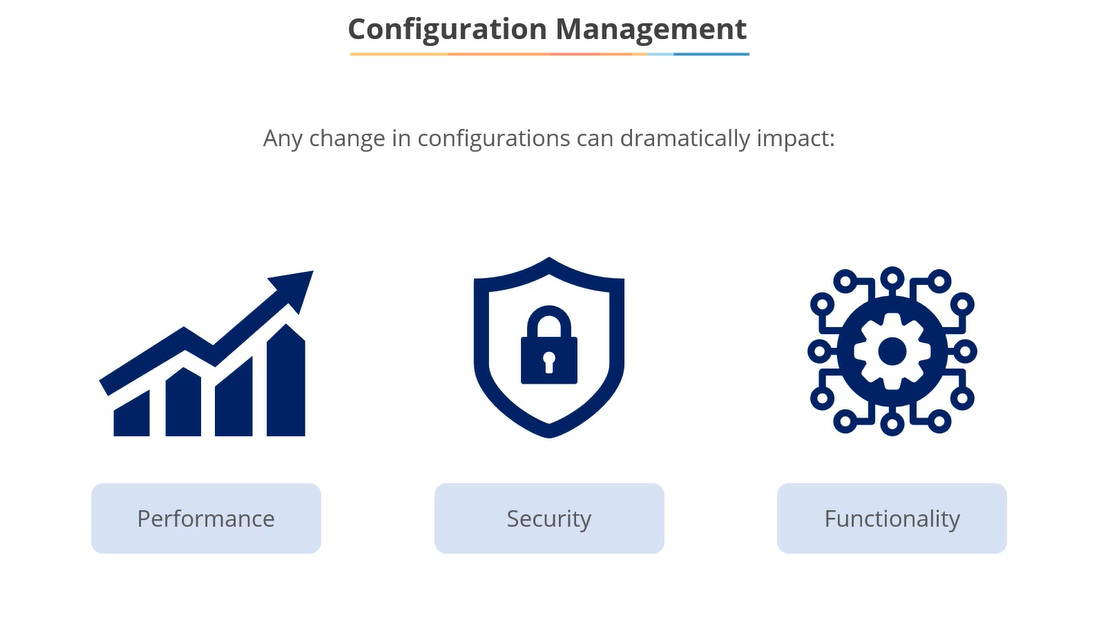 Configuration Management
Any change in configurations can dramatically impact:
Performance
Security
Functionality